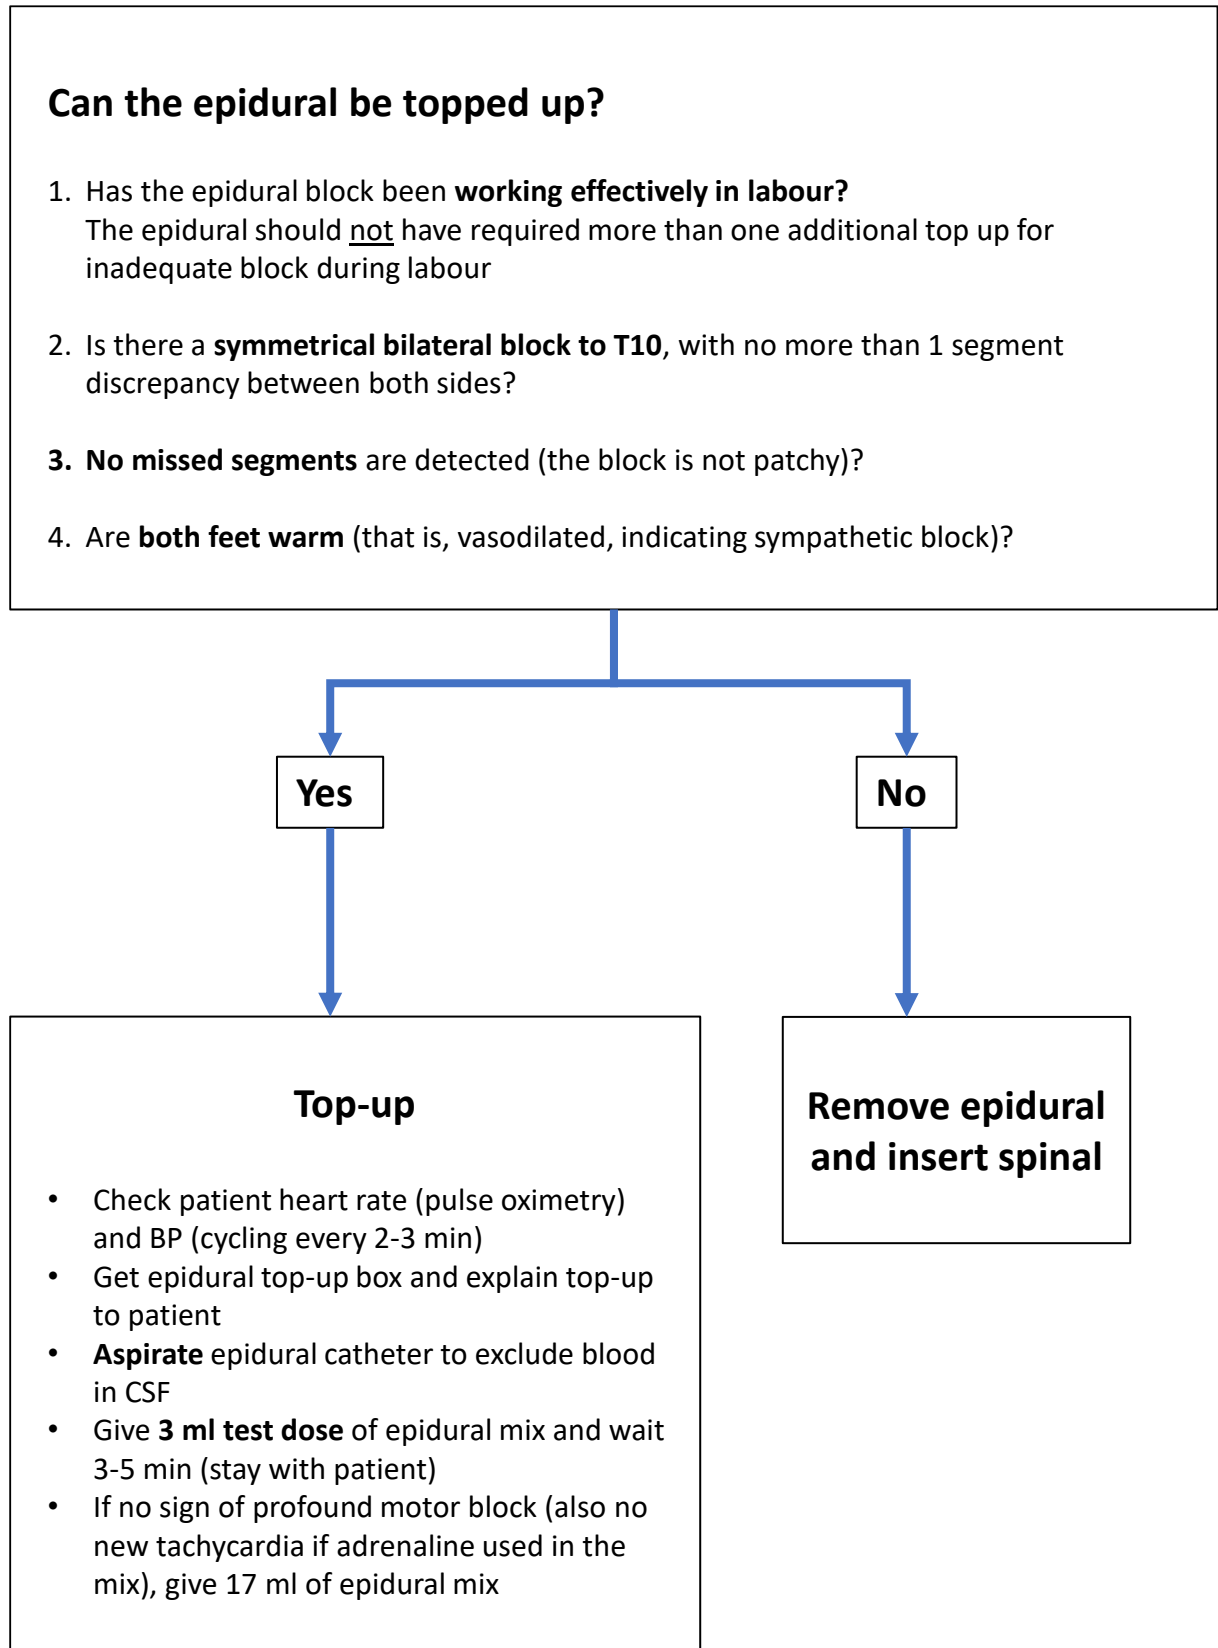 Can the epidural be topped up?
1. Has the epidural block been working effectively in labour?
The epidural should not have required more than one additional top up for
inadequate block during labour
2. Is there a symmetrical bilateral block to T10, with no more than 1 segment
discrepancy between both sides?
3. No missed segments are detected (the block is not patchy)?
4. Are both feet warm (that is, vasodilated, indicating sympathetic block)?
Yes
No
Top-up
• Check patient heart rate (pulse oximetry)
and BP (cycling every 2-3 min)
• Get epidural top-up box and explain top-up
to patient
• Aspirate epidural catheter to exclude blood
in CSF
• Give 3 ml test dose of epidural mix and wait
3-5 min (stay with patient)
• If no sign of profound motor block (also no
new tachycardia if adrenaline used in the
mix), give 17 ml of epidural mix
Remove epidural
and insert spinal